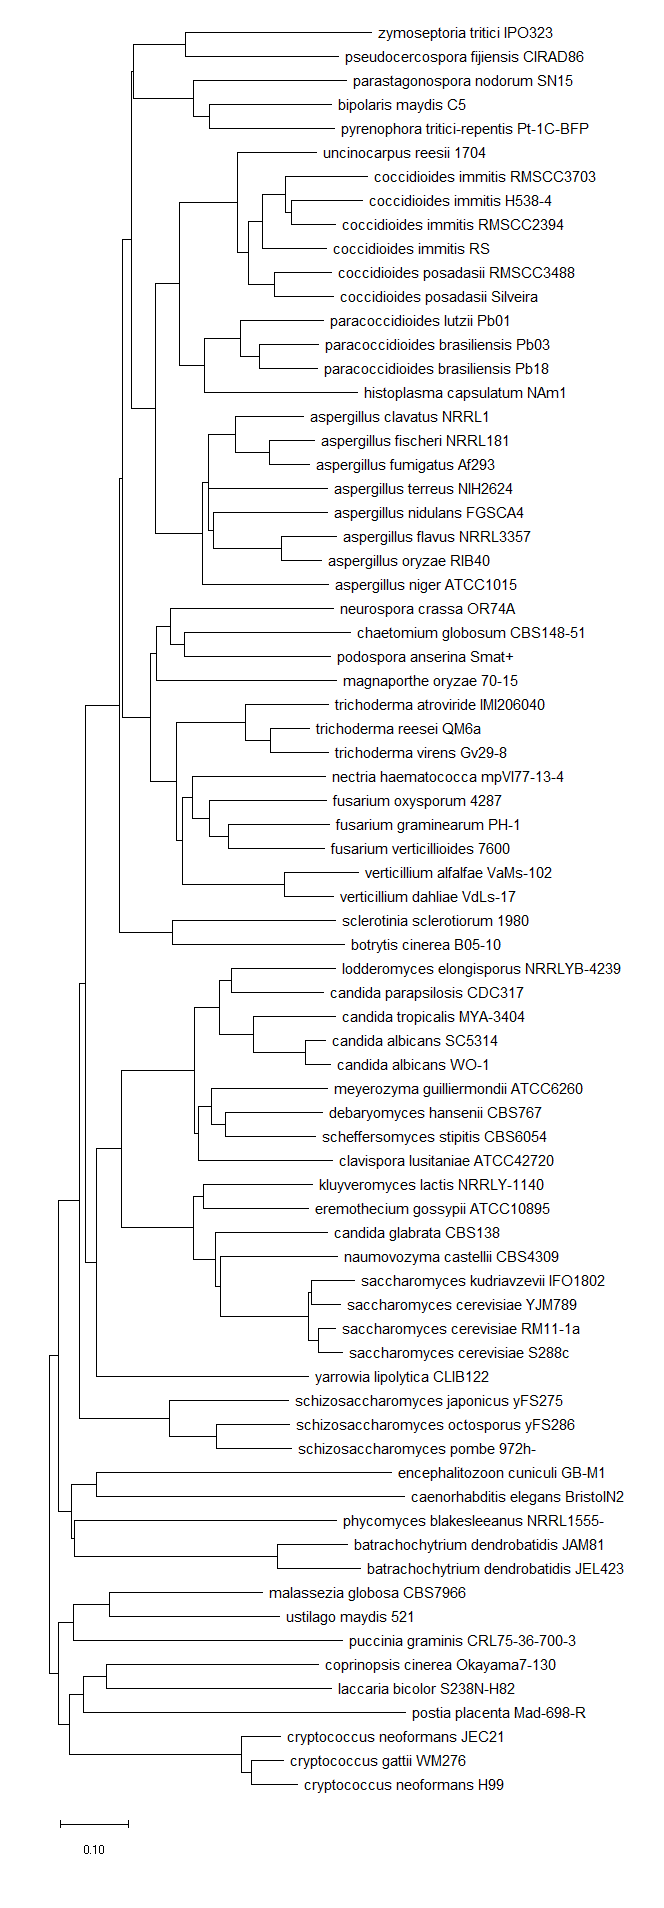 zymoseptoria tritici IPO323
pseudocercospora fijiensis CIRAD86
parastagonospora nodorum SN15
bipolaris maydis C5
pyrenophora tritici-repentis Pt-1C-BFP
uncinocarpus reesii 1704
coccidioides immitis RMSCC3703
coccidioides immitis H538-4
coccidioides immitis RMSCC2394
coccidioides immitis RS
coccidioides posadasii RMSCC3488
coccidioides posadasii Silveira
paracoccidioides lutzii Pb01
paracoccidioides brasiliensis Pb03
paracoccidioides brasiliensis Pb18
histoplasma capsulatum NAm1
aspergillus clavatus NRRL1
aspergillus fischeri NRRL181
aspergillus fumigatus Af293
aspergillus terreus NIH2624
aspergillus nidulans FGSCA4
aspergillus flavus NRRL3357
aspergillus oryzae RIB40
aspergillus niger ATCC1015
neurospora crassa OR74A
chaetomium globosum CBS148-51
podospora anserina Smat+
magnaporthe oryzae 70-15
trichoderma atroviride IMI206040
trichoderma reesei QM6a
trichoderma virens Gv29-8
nectria haematococca mpVI77-13-4
fusarium oxysporum 4287
fusarium graminearum PH-1
fusarium verticillioides 7600
verticillium alfalfae VaMs-102
verticillium dahliae VdLs-17
sclerotinia sclerotiorum 1980
botrytis cinerea B05-10
lodderomyces elongisporus NRRLYB-4239
candida parapsilosis CDC317
candida tropicalis MYA-3404
candida albicans SC5314
candida albicans WO-1
meyerozyma guilliermondii ATCC6260
debaryomyces hansenii CBS767
scheffersomyces stipitis CBS6054
clavispora lusitaniae ATCC42720
kluyveromyces lactis NRRLY-1140
eremothecium gossypii ATCC10895
candida glabrata CBS138
naumovozyma castellii CBS4309
saccharomyces kudriavzevii IFO1802
saccharomyces cerevisiae YJM789
saccharomyces cerevisiae RM11-1a
saccharomyces cerevisiae S288c
yarrowia lipolytica CLIB122
schizosaccharomyces japonicus yFS275
schizosaccharomyces octosporus yFS286
schizosaccharomyces pombe 972h-
encephalitozoon cuniculi GB-M1
caenorhabditis elegans BristolN2
phycomyces blakesleeanus NRRL1555-
batrachochytrium dendrobatidis JAM81
batrachochytrium dendrobatidis JEL423
malassezia globosa CBS7966
ustilago maydis 521
puccinia graminis CRL75-36-700-3
coprinopsis cinerea Okayama7-130
laccaria bicolor S238N-H82
postia placenta Mad-698-R
cryptococcus neoformans JEC21
cryptococcus gattii WM276
cryptococcus neoformans H99
0.10